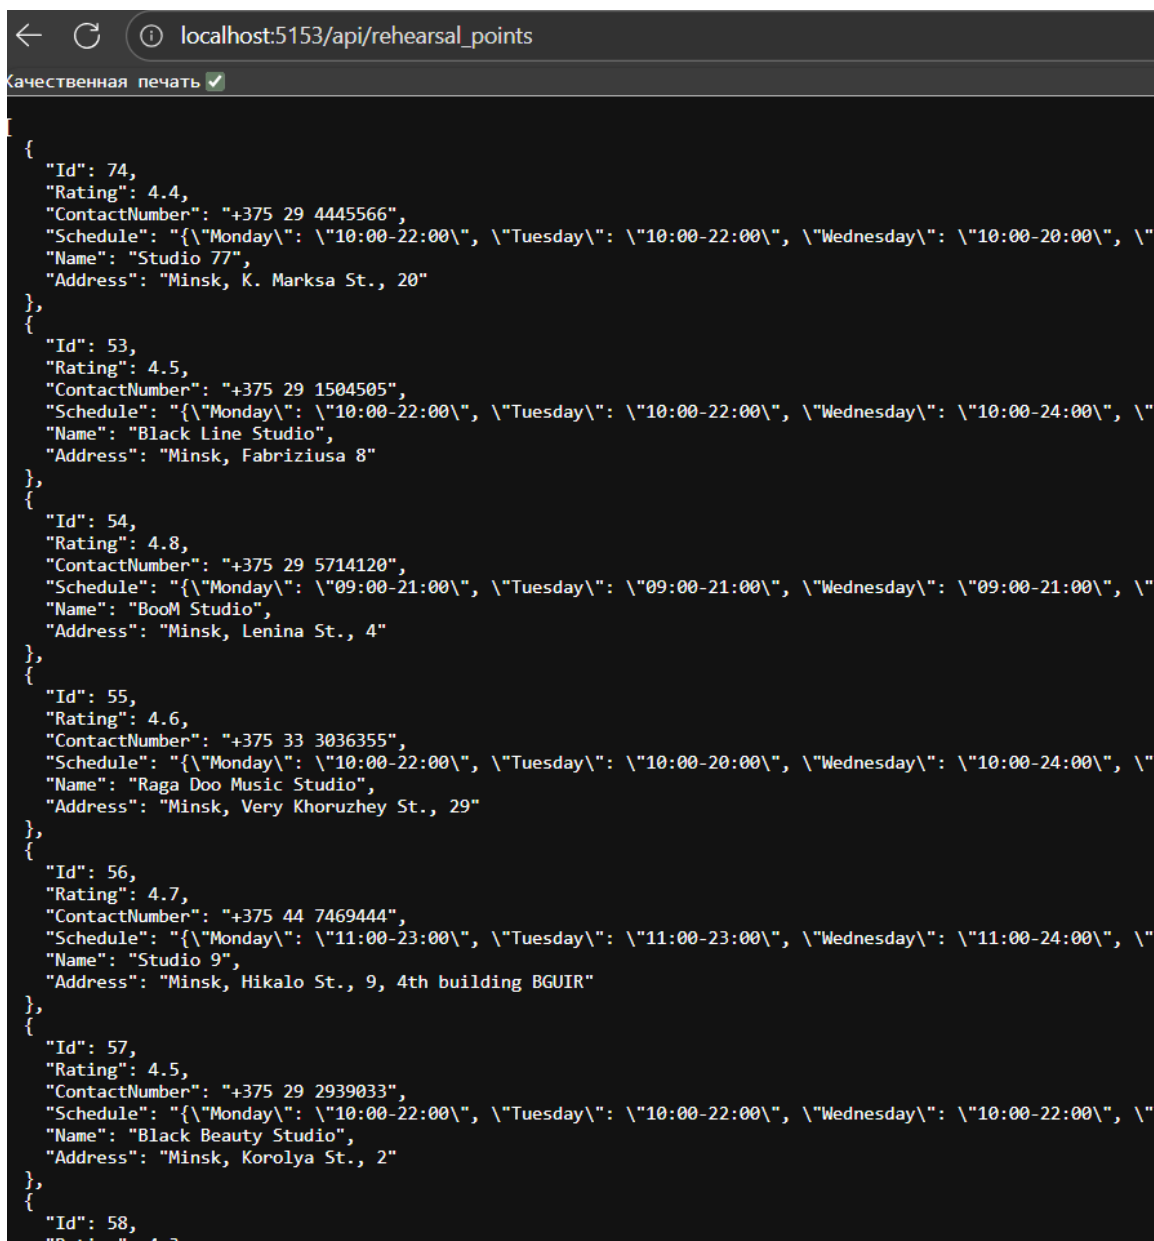 localhost:5153/api/rehearsal_points
Качественная печать
[
{
"Id": 74,
"Rating": 4.4,
"ContactNumber": "+375 29 4445566",
"Schedule": "{\"Monday\": \"10:00-22:00\", \"Tuesday\": \"10:00-22:00\", \"Wednesday\": \"10:00-20:00\", \"
"Name": "Studio 77",
"Address": "Minsk, K. Marksa St., 20"
},
{
"Id": 53,
"Rating": 4.5,
"ContactNumber": "+375 29 1504505",
"Schedule": "{\"Monday\": \"10:00-22:00\", \"Tuesday\": \"10:00-22:00\", \"Wednesday\": \"10:00-24:00\", \"
"Name": "Black Line Studio",
"Address": "Minsk, Fabriziusa 8"
},
{
"Id": 54,
"Rating": 4.8,
"ContactNumber": "+375 29 5714120",
"Schedule": "{\"Monday\": \"09:00-21:00\", \"Tuesday\": \"09:00-21:00\", \"Wednesday\": \"09:00-21:00\", \"
"Name": "BooM Studio",
"Address": "Minsk, Lenina St., 4"
},
{
"Id": 55,
"Rating": 4.6,
"ContactNumber": "+375 33 3036355",
"Schedule": "{\"Monday\": \"10:00-22:00\", \"Tuesday\": \"10:00-20:00\", \"Wednesday\": \"10:00-24:00\", \"
"Name": "Raga Doo Music Studio",
"Address": "Minsk, Very Khoruzhey St., 29"
},
{
"Id": 56,
"Rating": 4.7,
"ContactNumber": "+375 44 7469444",
"Schedule": "{\"Monday\": \"11:00-23:00\", \"Tuesday\": \"11:00-23:00\", \"Wednesday\": \"11:00-24:00\", \"
"Name": "Studio 9",
"Address": "Minsk, Hikalo St., 9, 4th building BGUIR"
},
{
"Id": 57,
"Rating": 4.5,
"ContactNumber": "+375 29 2939033",
"Schedule": "{\"Monday\": \"10:00-22:00\", \"Tuesday\": \"10:00-22:00\", \"Wednesday\": \"10:00-22:00\", \"
"Name": "Black Beauty Studio",
"Address": "Minsk, Korolya St., 2"
},
{
"Id": 58,